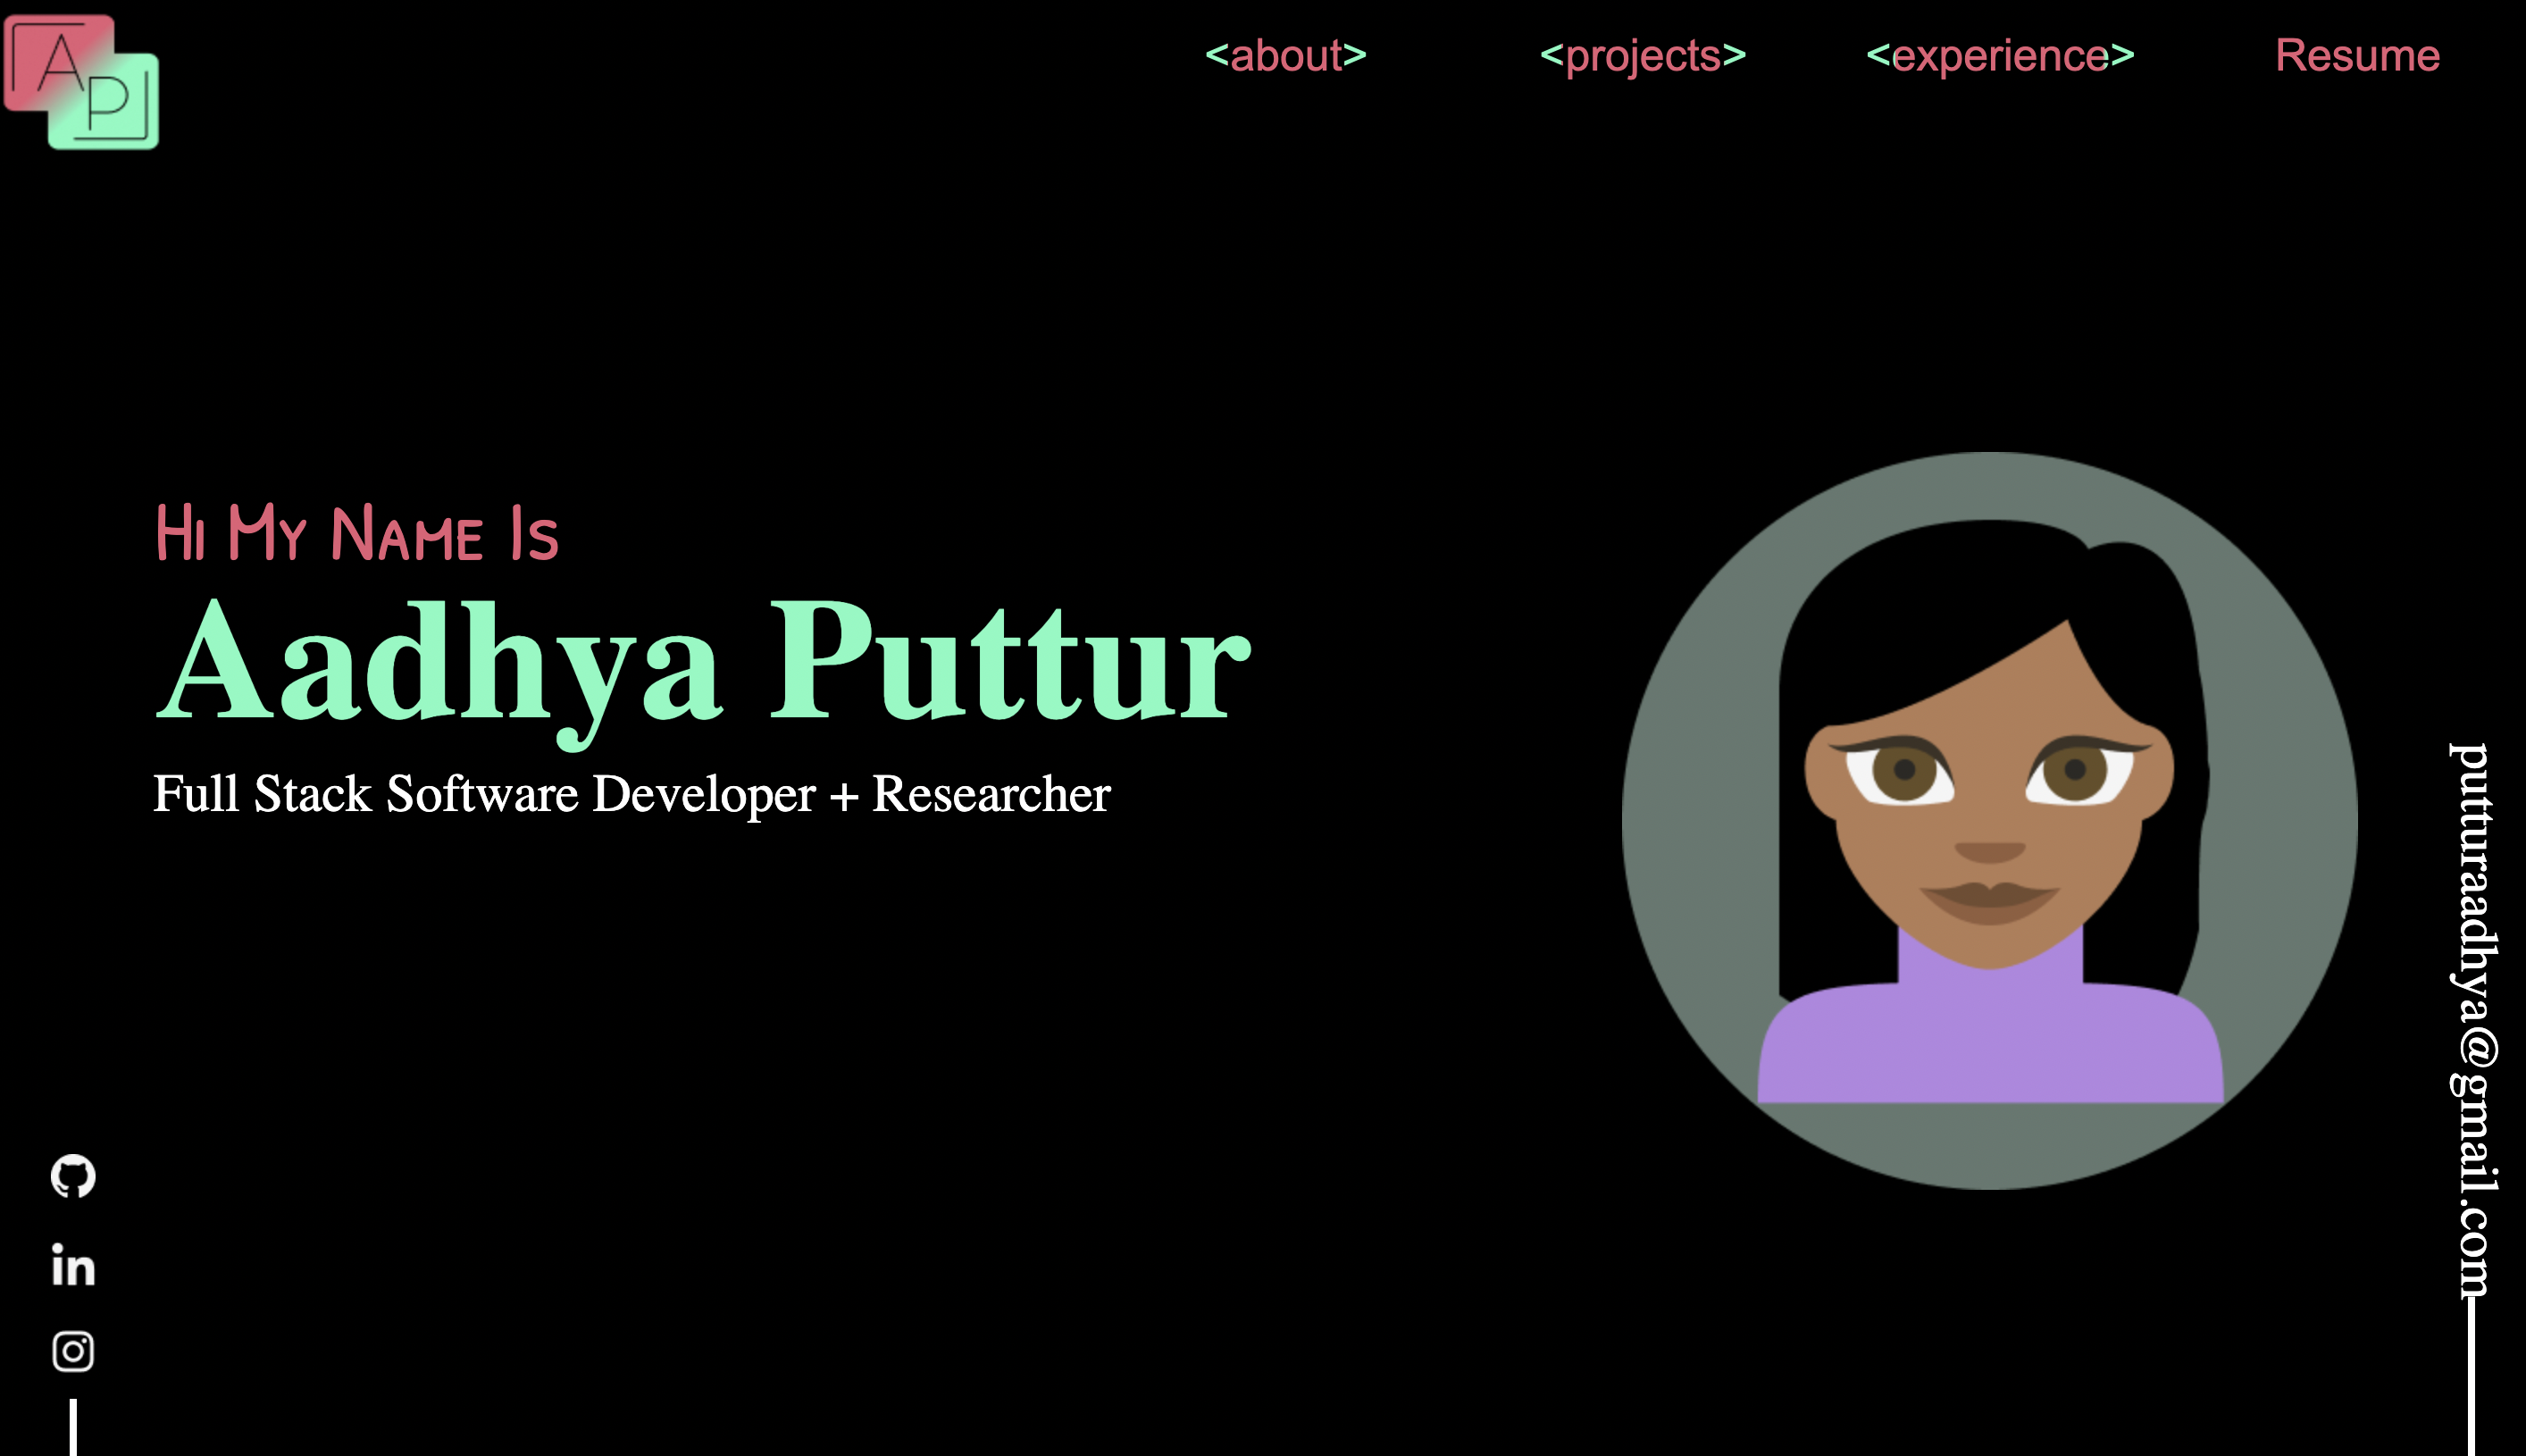 AP
<about> <projects> <experience> Resume
Hi My Name Is
Aadhya Puttur
Full Stack Software Developer + Researcher
putturaadhya@gmail.com
in